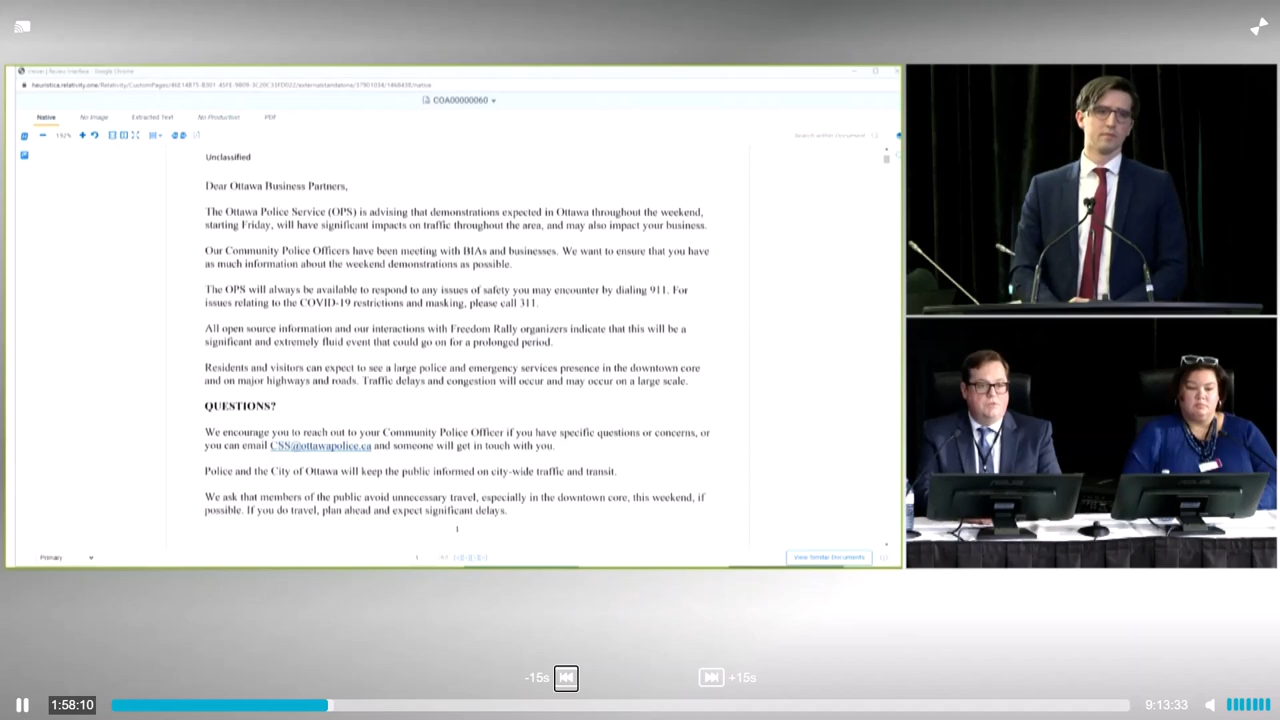 Viewer | Review Interface - Google Chrome
COA00000060
Native No Image Extracted Text No Production PDF
192%
Search within Document
Unclassified
Dear Ottawa Business Partners,
The Ottawa Police Service (OPS) is advising that demonstrations expected in Ottawa throughout the weekend,
starting Friday, will have significant impacts on traffic throughout the area, and may also impact your business.
Our Community Police Officers have been meeting with BIAs and businesses. We want to ensure that you have
as much information about the weekend demonstrations as possible.
The OPS will always be available to respond to any issues of safety you may encounter by dialing 911. For
issues relating to the COVID-19 restrictions and masking, please call 311.
All open source information and our interactions with Freedom Rally organizers indicate that this will be a
significant and extremely fluid event that could go on for a prolonged period.
Residents and visitors can expect to see a large police and emergency services presence in the downtown core
and on major highways and roads. Traffic delays and congestion will occur and may occur on a large scale.
QUESTIONS?
We encourage you to reach out to your Community Police Officer if you have specific questions or concerns, or
you can email CSS@ottawapolice.ca and someone will get in touch with you.
Police and the City of Ottawa will keep the public informed on city-wide traffic and transit.
We ask that members of the public avoid unnecessary travel, especially in the downtown core, this weekend, if
possible. If you do travel, plan ahead and expect significant delays.
1
Primary
1
View Similar Documents
-15s +15s
1:58:10 9:13:33